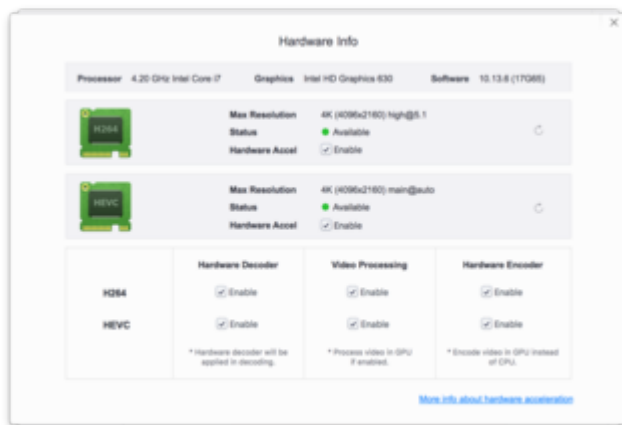 Hardware Info
Processor 4.20 GHz Intel Core i7 Graphics Intel HD Graphics 630 Software 10.13.6 (17G65)
H264
Max Resolution 4K (4096x2160) high@5.1
Status Available
Hardware Accel Enable
HEVC
Max Resolution 4K (4096x2160) main@auto
Status Available
Hardware Accel Enable
Hardware Decoder Video Processing Hardware Encoder
H264 Enable Enable Enable
HEVC Enable Enable Enable
* Hardware decoder will be * Process video in GPU * Encode video in GPU instead
applied in decoding. if enabled. of CPU.
More info about hardware acceleration